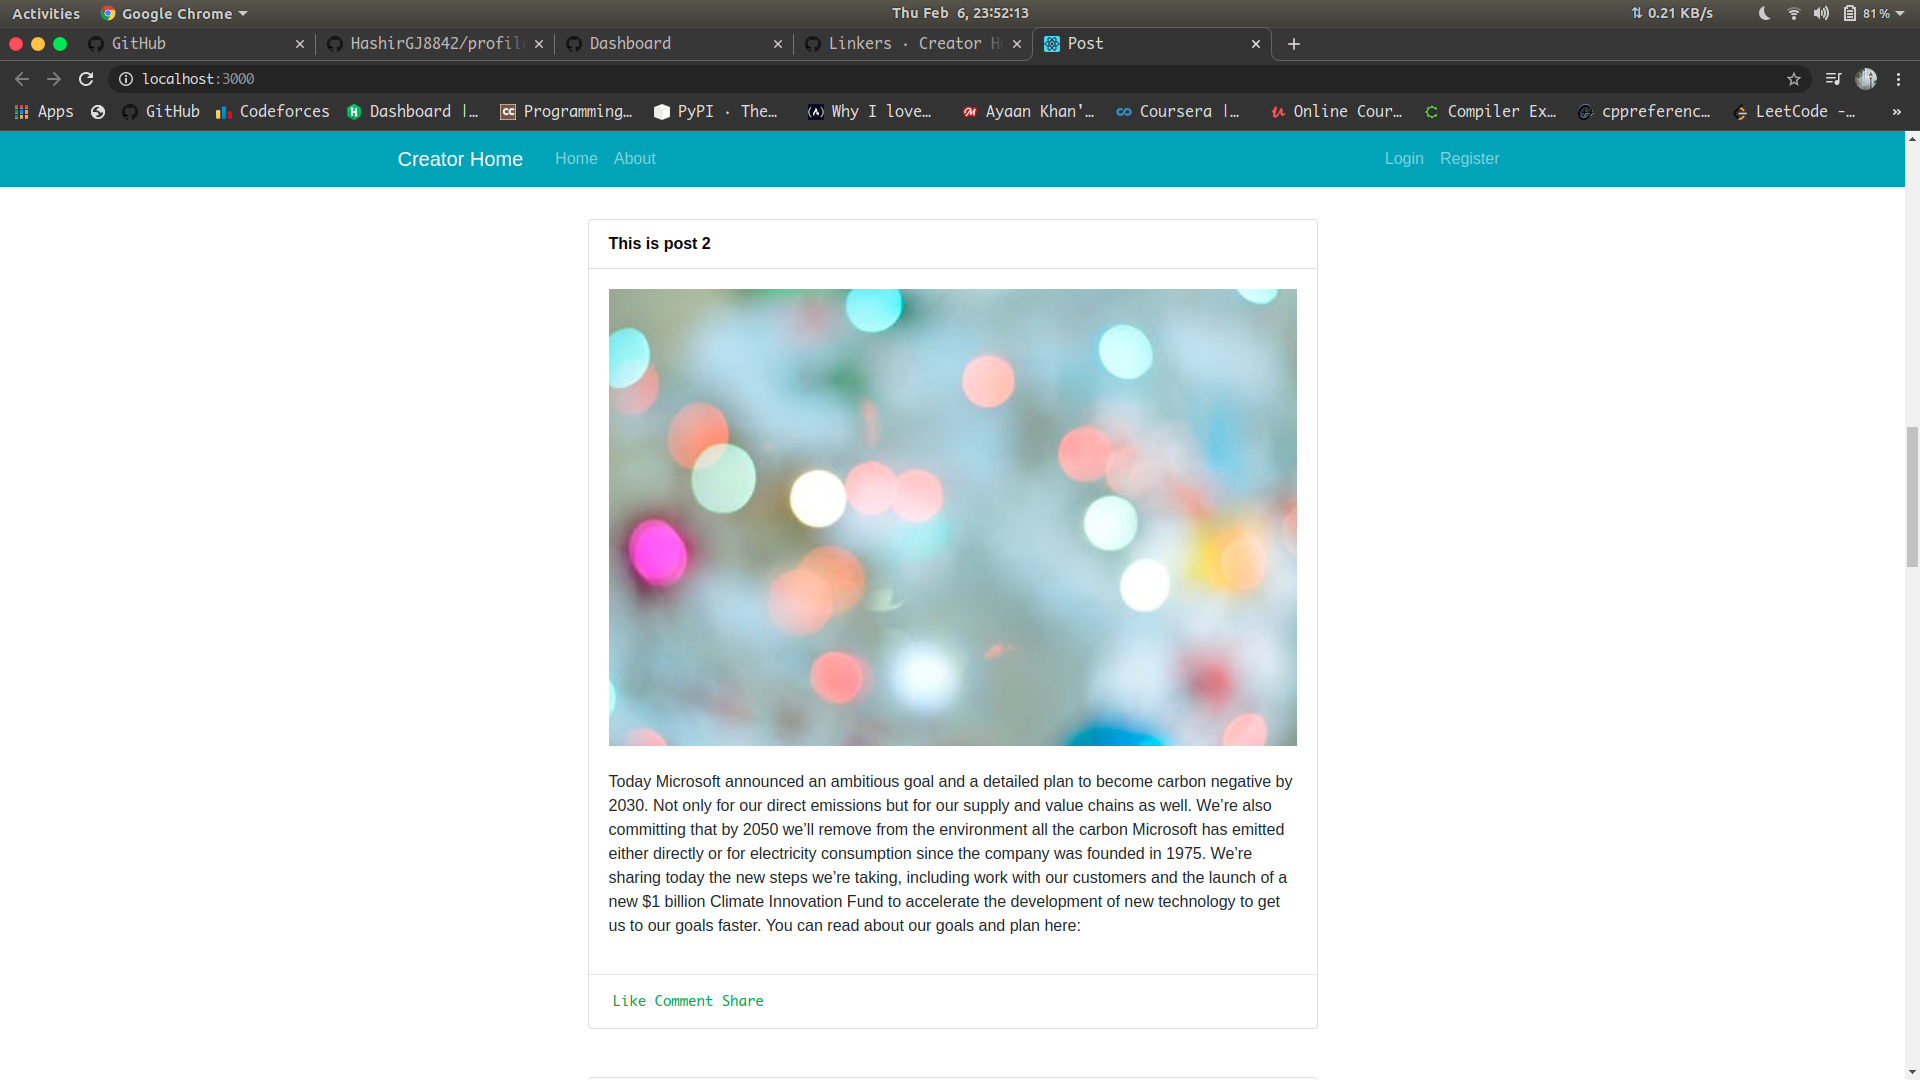 Activities Google Chrome Thu Feb 6, 23:52:13 0.21 KB/s 81%
GitHub HashirGJ8842/profil Dashboard Linkers · Creator H Post
localhost:3000
Apps GitHub Codeforces Dashboard |… Programming… PyPI · The… Why I love… Ayaan Khan'… Coursera |… Online Cour… Compiler Ex… cppreferenc… LeetCode -… »
Creator Home Home About Login Register
This is post 2
Today Microsoft announced an ambitious goal and a detailed plan to become carbon negative by
2030. Not only for our direct emissions but for our supply and value chains as well. We’re also
committing that by 2050 we’ll remove from the environment all the carbon Microsoft has emitted
either directly or for electricity consumption since the company was founded in 1975. We’re
sharing today the new steps we’re taking, including work with our customers and the launch of a
new $1 billion Climate Innovation Fund to accelerate the development of new technology to get
us to our goals faster. You can read about our goals and plan here:
Like Comment Share